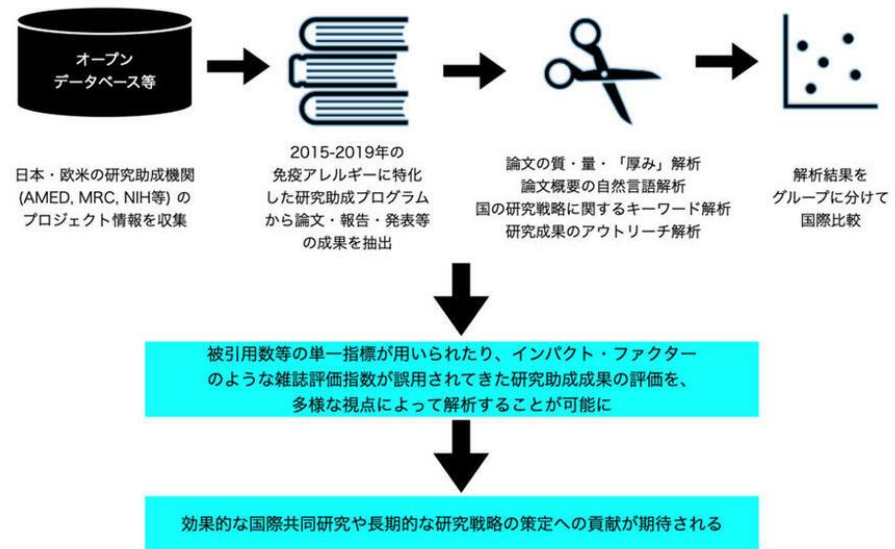 オープン
データベース等
日本・欧米の研究助成機関
(AMED, MRC, NIH等) の
プロジェクト情報を収集
2015-2019年の
免疫アレルギーに特化
した研究助成プログラム
から論文・報告・発表等
の成果を抽出
論文の質・量・「厚み」解析
論文概要の自然言語解析
国の研究戦略に関するキーワード解析
研究成果のアウトリーチ解析
解析結果を
グループに分けて
国際比較
被引用数等の単一指標が用いられたり、インパクト・ファクター
のような雑誌評価指数が誤用されてきた研究助成成果の評価を、
多様な視点によって解析することが可能に
効果的な国際共同研究や長期的な研究戦略の策定への貢献が期待される